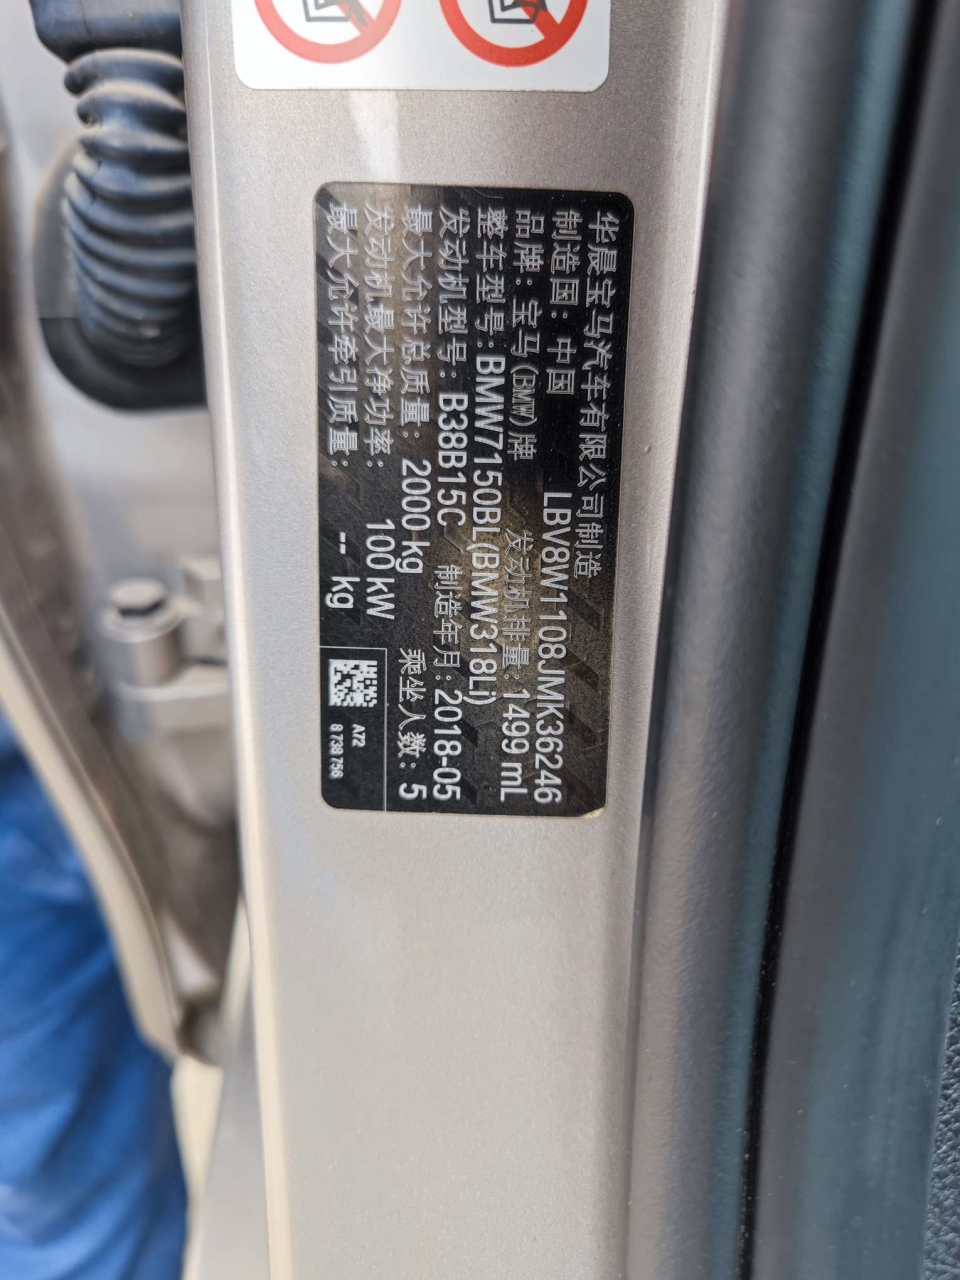 华晨宝马汽车有限公司制造
制造国：中国 LBV8W1108JMK36246
品牌：宝马(BMW)牌 发动机排量：1499 mL
整车型号：BMW7150BL(BMW318Li)
发动机型号：B38B15C 制造年月：2018-05
最大允许总质量：2000 kg 乘坐人数：5
发动机最大净功率：100 kW
最大允许牵引质量：-- kg
A72
8 738 756